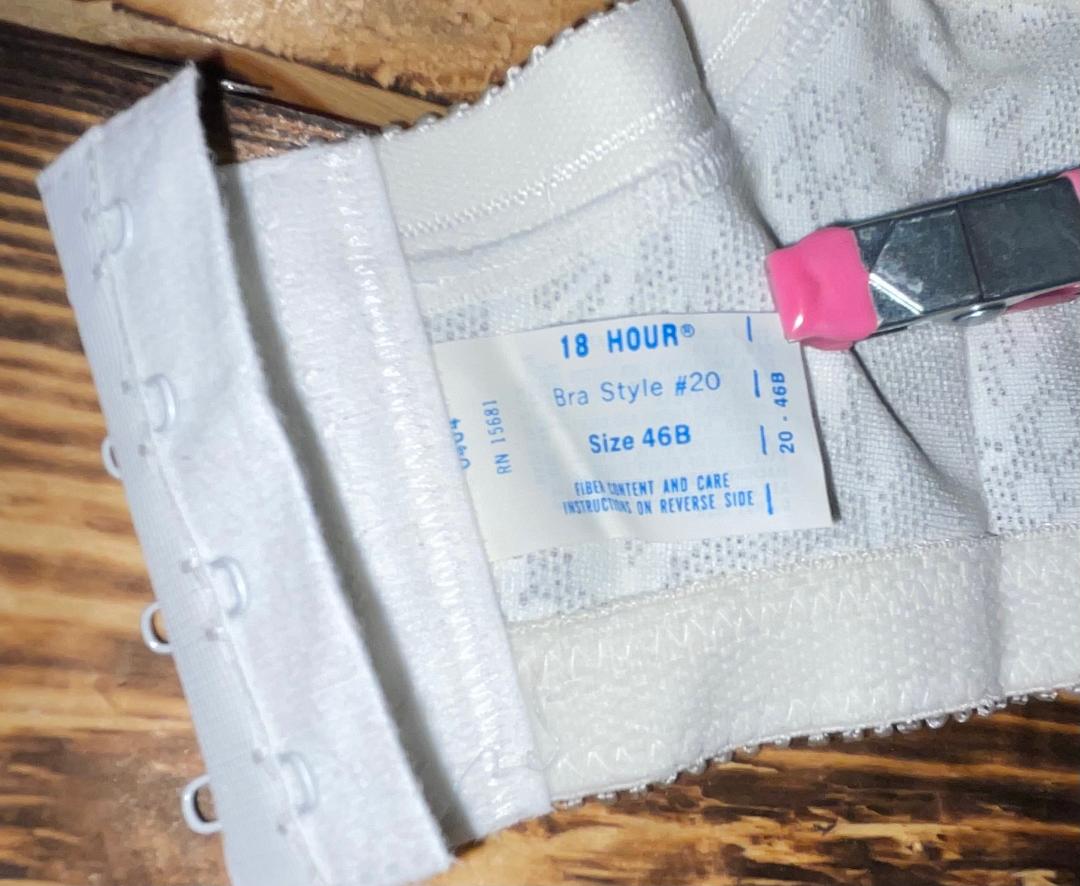 18 HOUR®
Bra Style #20
Size 46B
FIBER CONTENT AND CARE
INSTRUCTIONS ON REVERSE SIDE
RN 15681
20 - 46B